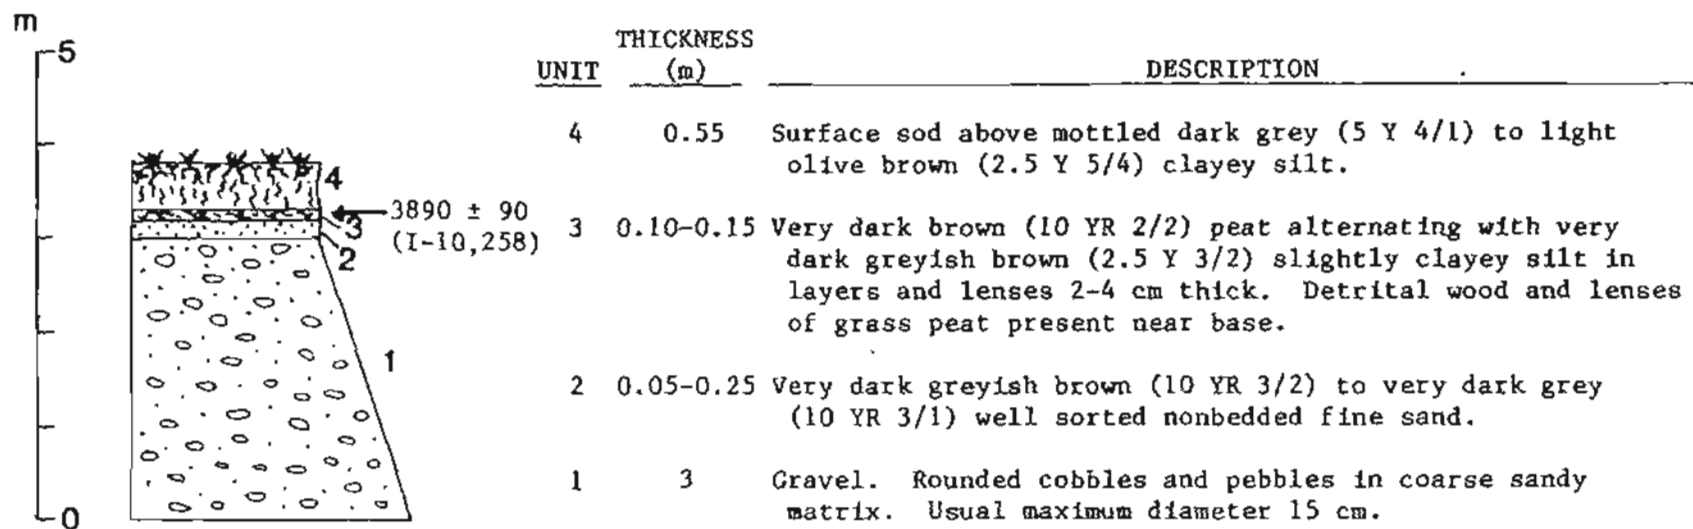 m
5
0
4
3
2
1
3890 ± 90
(I-10,258)
THICKNESS
UNIT (m) DESCRIPTION
4 0.55 Surface sod above mottled dark grey (5 Y 4/1) to light
olive brown (2.5 Y 5/4) clayey silt.
3 0.10-0.15 Very dark brown (10 YR 2/2) peat alternating with very
dark greyish brown (2.5 Y 3/2) slightly clayey silt in
layers and lenses 2-4 cm thick. Detrital wood and lenses
of grass peat present near base.
2 0.05-0.25 Very dark greyish brown (10 YR 3/2) to very dark grey
(10 YR 3/1) well sorted nonbedded fine sand.
1 3 Gravel. Rounded cobbles and pebbles in coarse sandy
matrix. Usual maximum diameter 15 cm.